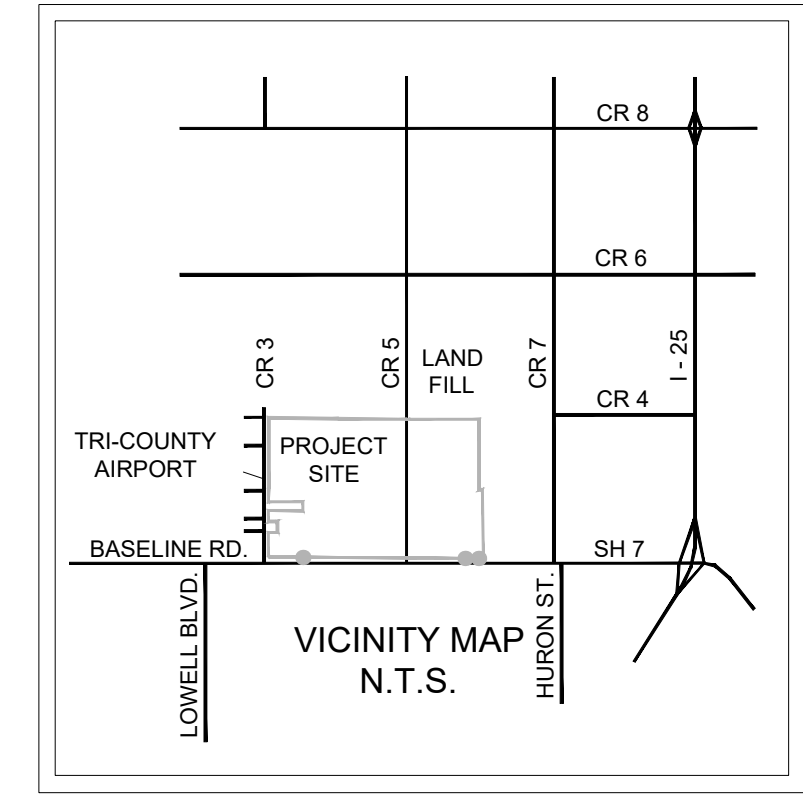 CR 8
CR 6
CR 3
CR 5
LAND
FILL
CR 7
I - 25
CR 4
TRI-COUNTY
AIRPORT
PROJECT
SITE
BASELINE RD.
SH 7
LOWELL BLVD.
VICINITY MAP
N.T.S.
HURON ST.